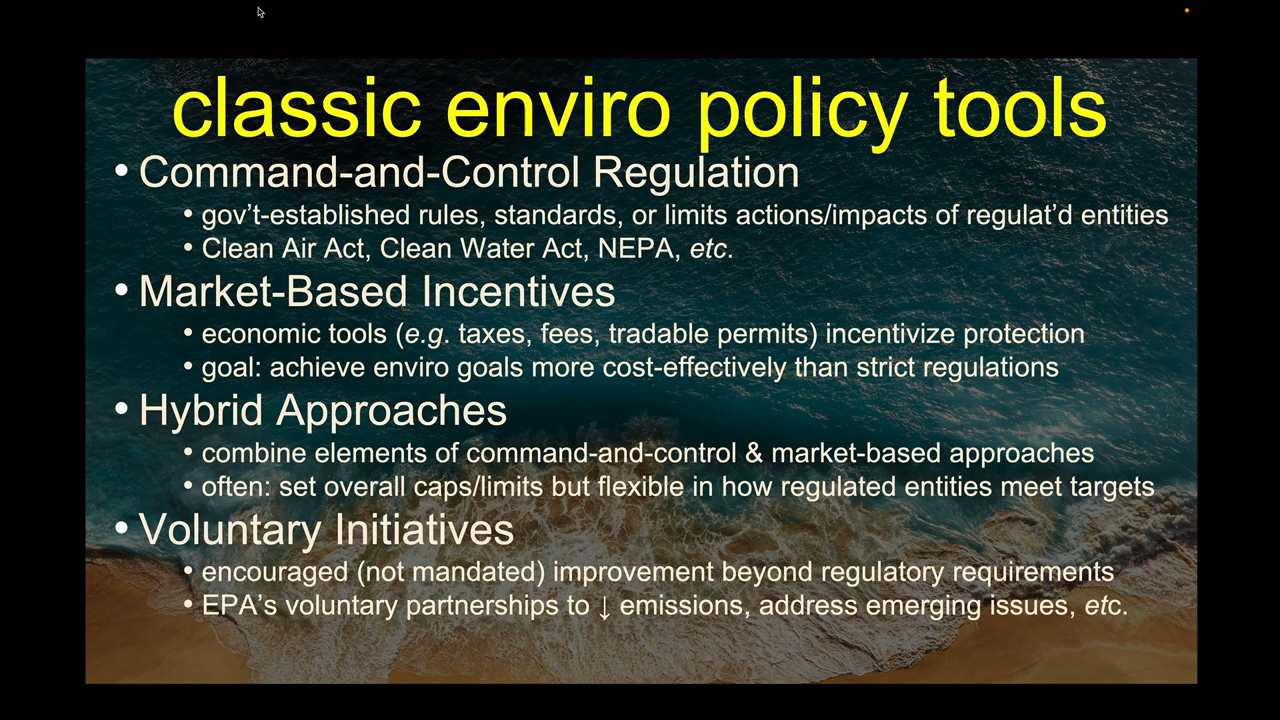 classic enviro policy tools
• Command-and-Control Regulation
• gov’t-established rules, standards, or limits actions/impacts of regulat’d entities
• Clean Air Act, Clean Water Act, NEPA, etc.
• Market-Based Incentives
• economic tools (e.g. taxes, fees, tradable permits) incentivize protection
• goal: achieve enviro goals more cost-effectively than strict regulations
• Hybrid Approaches
• combine elements of command-and-control & market-based approaches
• often: set overall caps/limits but flexible in how regulated entities meet targets
• Voluntary Initiatives
• encouraged (not mandated) improvement beyond regulatory requirements
• EPA’s voluntary partnerships to ↓ emissions, address emerging issues, etc.